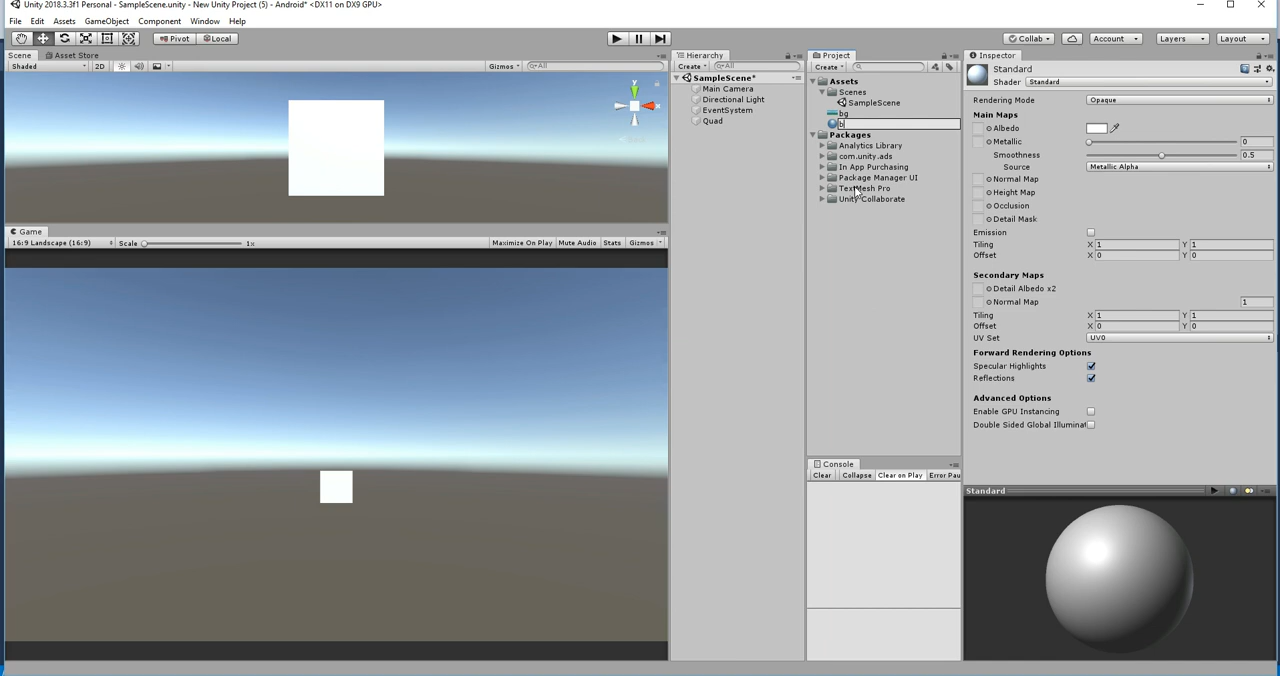 Unity 2018.3.3f1 Personal - SampleScene.unity - New Unity Project (5) - Android* <DX11 on DX9 GPU>
File Edit Assets GameObject Component Window Help
Pivot Local Collab Account Layers Layout
Scene Asset Store
Shaded 2D Gizmos All
y
x
Game
16:9 Landscape (16:9) Scale 1x Maximize On Play Mute Audio Stats Gizmos
Hierarchy
Create All
SampleScene*
Main Camera
Directional Light
EventSystem
Quad
Project
Create
Assets
Scenes
SampleScene
bg
b
Packages
Analytics Library
com.unity.ads
In App Purchasing
Package Manager UI
TextMesh Pro
Unity Collaborate
Console
Clear Collapse Clear on Play Error Pau
Inspector
Standard
Shader Standard
Rendering Mode Opaque
Main Maps
Albedo
Metallic 0
Smoothness 0.5
Source Metallic Alpha
Normal Map
Height Map
Occlusion
Detail Mask
Emission
Tiling X 1 Y 1
Offset X 0 Y 0
Secondary Maps
Detail Albedo x2
Normal Map 1
Tiling X 1 Y 1
Offset X 0 Y 0
UV Set UV0
Forward Rendering Options
Specular Highlights
Reflections
Advanced Options
Enable GPU Instancing
Double Sided Global Illuminat
Standard